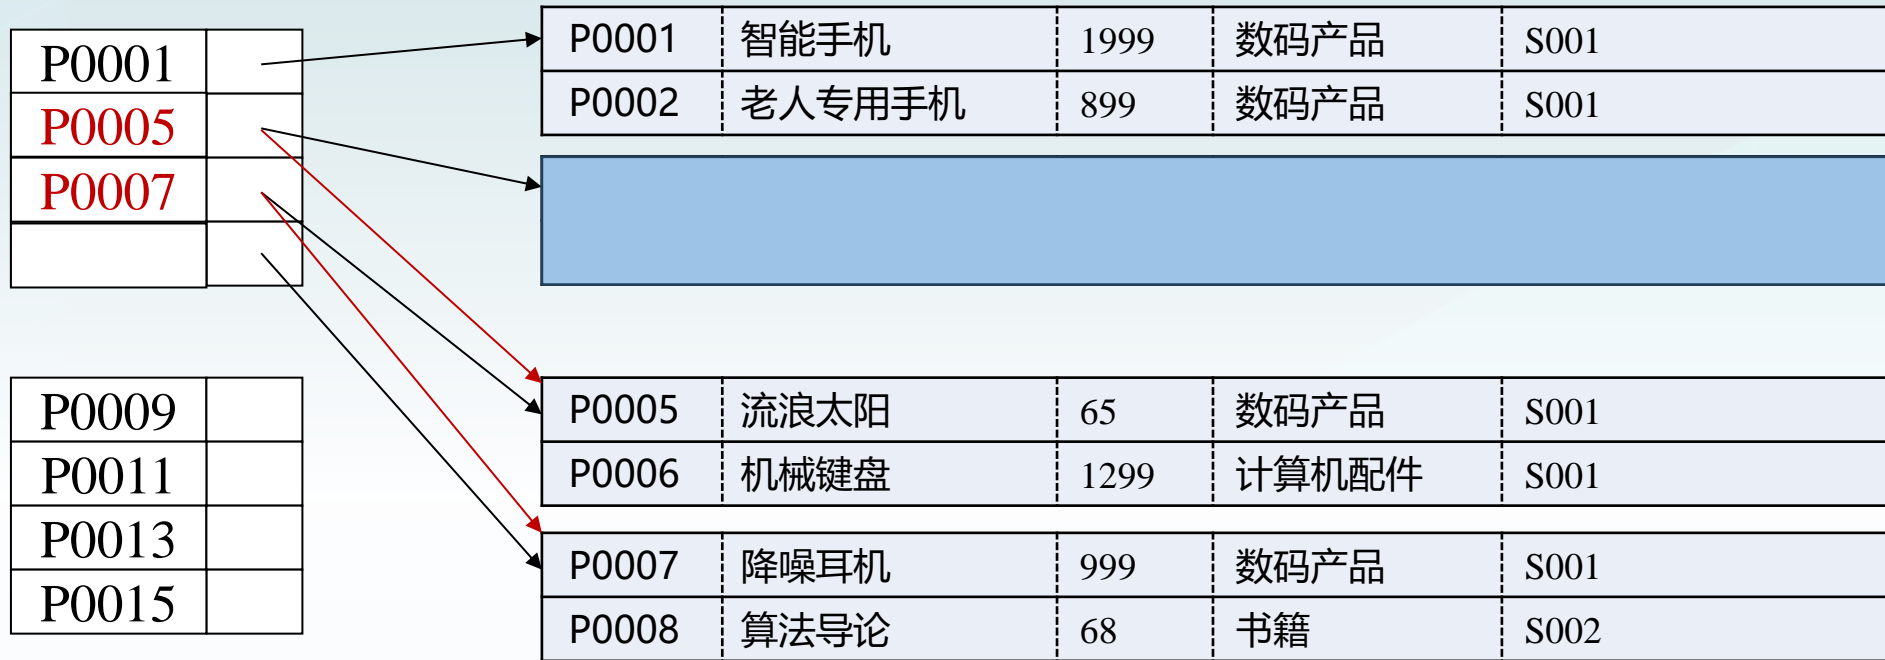 P0001
P0005
P0007
P0009
P0011
P0013
P0015
P0001 智能手机 1999 数码产品 S001
P0002 老人专用手机 899 数码产品 S001
P0005 流浪太阳 65 数码产品 S001
P0006 机械键盘 1299 计算机配件 S001
P0007 降噪耳机 999 数码产品 S001
P0008 算法导论 68 书籍 S002